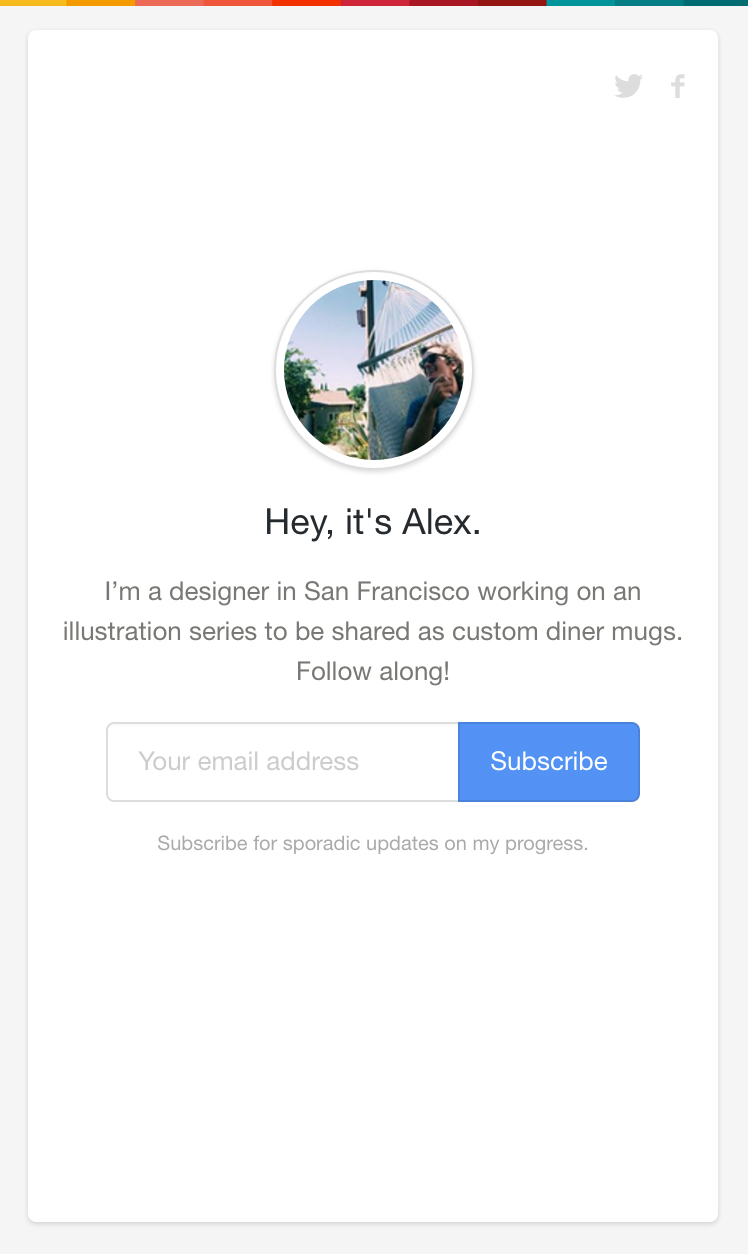 Hey, it's Alex.
I’m a designer in San Francisco working on an
illustration series to be shared as custom diner mugs.
Follow along!
Your email address
Subscribe
Subscribe for sporadic updates on my progress.